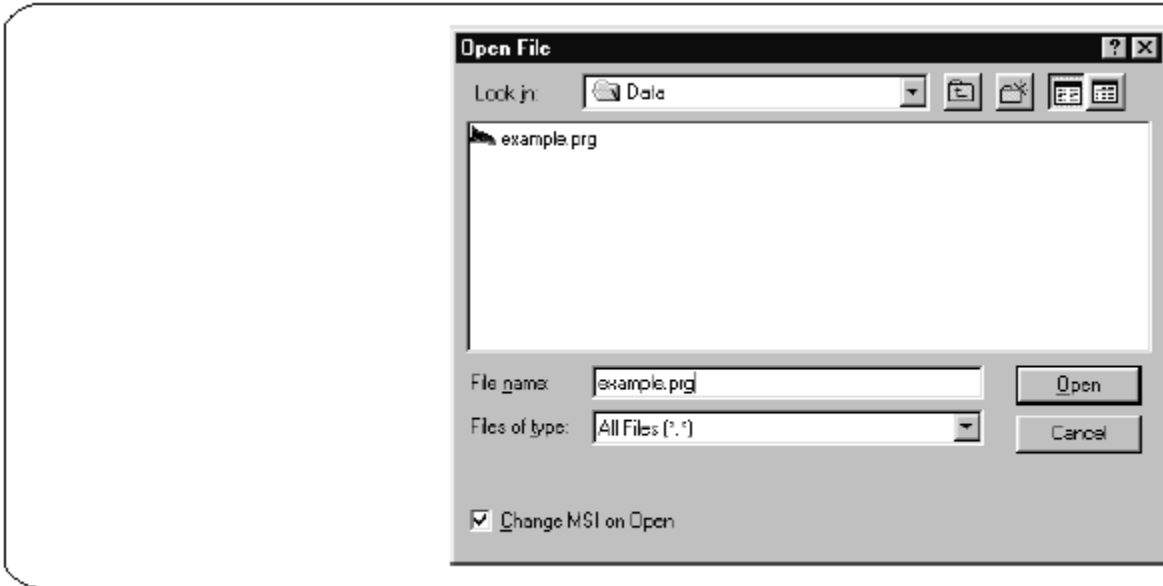 Open File
Look in: Data
example.prg
File name: example.prg
Open
Files of type: All Files (*.*)
Cancel
Change MSI on Open